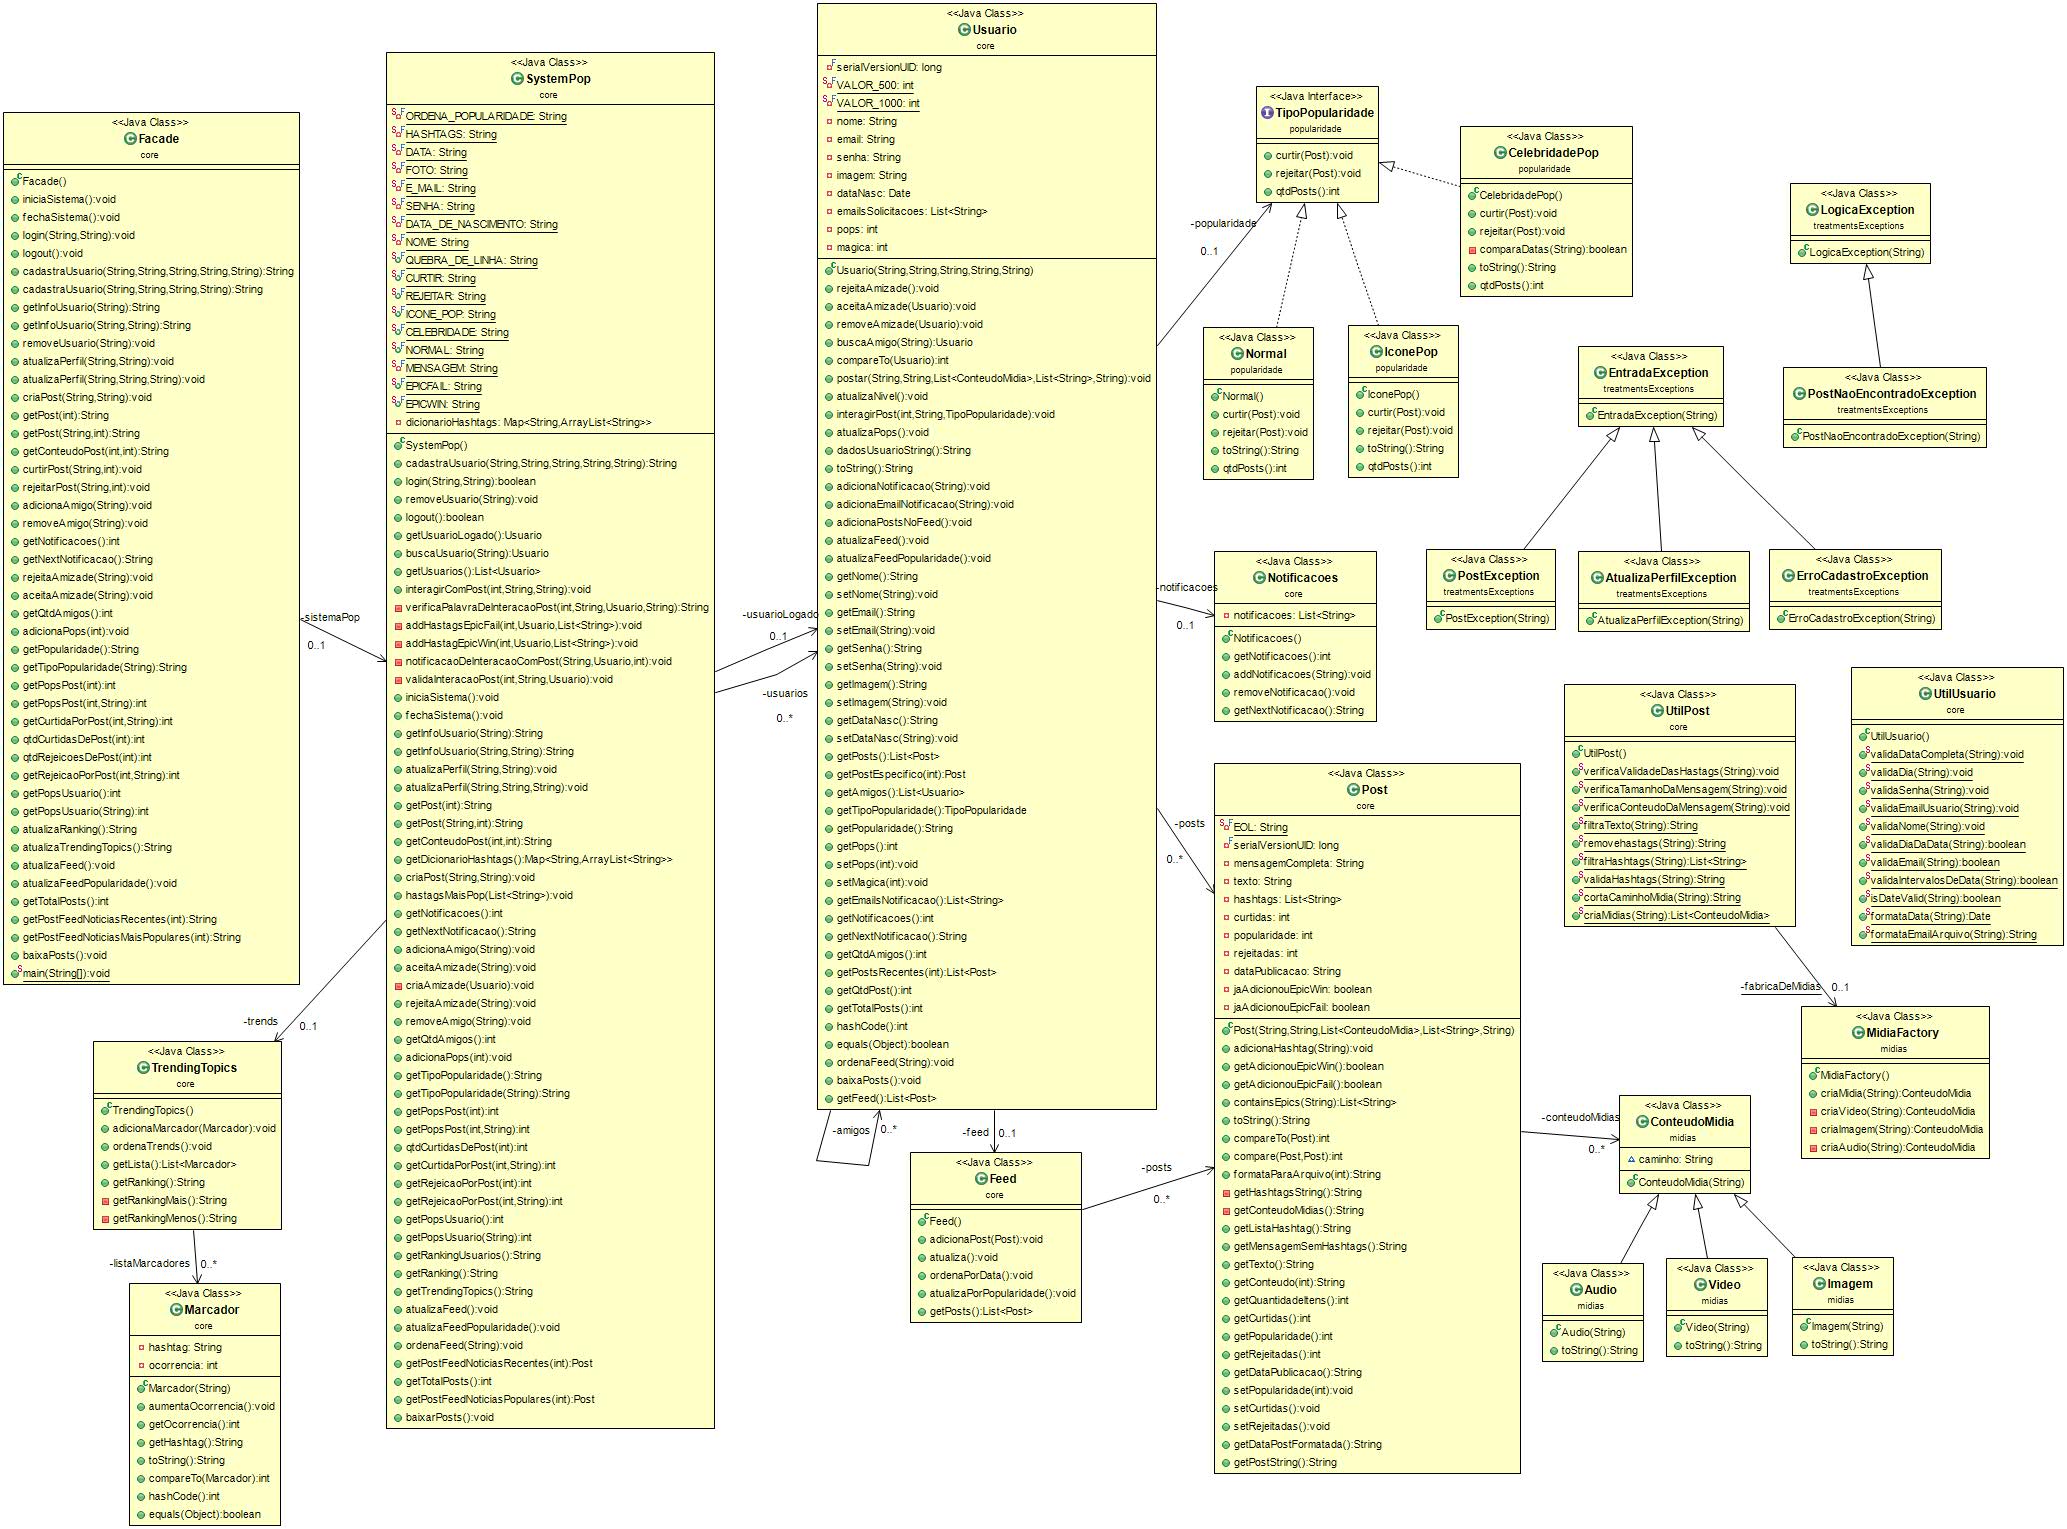 <<Java Class>>
Facade
core
Facade()
iniciaSistema():void
fechaSistema():void
login(String,String):void
logout():void
cadastraUsuario(String,String,String,String,String):String
cadastraUsuario(String,String,String,String):String
getInfoUsuario(String):String
getInfoUsuario(String,String):String
removeUsuario(String):void
atualizaPerfil(String,String):void
atualizaPerfil(String,String,String):void
criaPost(String,String):void
getPost(int):String
getPost(String,int):String
getConteudoPost(int,int):String
curtirPost(String,int):void
rejeitarPost(String,int):void
adicionaAmigo(String):void
removeAmigo(String):void
getNotificacoes():int
getNextNotificacao():String
rejeitaAmizade(String):void
aceitaAmizade(String):void
getQtdAmigos():int
adicionaPops(int):void
getPopularidade():String
getTipoPopularidade(String):String
getPopsPost(int):int
getPopsPost(int,String):int
getCurtidaPorPost(int,String):int
qtdCurtidasDePost(int):int
qtdRejeicoesDePost(int):int
getRejeicaoPorPost(int,String):int
getPopsUsuario():int
getPopsUsuario(String):int
atualizaRanking():String
atualizaTrendingTopics():String
atualizaFeed():void
atualizaFeedPopularidade():void
getTotalPosts():int
getPostFeedNoticiasRecentes(int):String
getPostFeedNoticiasMaisPopulares(int):String
baixaPosts():void
main(String[]):void
-sistemaPop
0..1
<<Java Class>>
SystemPop
core
ORDENA_POPULARIDADE: String
HASHTAGS: String
DATA: String
FOTO: String
E_MAIL: String
SENHA: String
DATA_DE_NASCIMENTO: String
NOME: String
QUEBRA_DE_LINHA: String
CURTIR: String
REJEITAR: String
ICONE_POP: String
CELEBRIDADE: String
NORMAL: String
MENSAGEM: String
EPICFAIL: String
EPICWIN: String
dicionarioHashtags: Map<String,ArrayList<String>>
SystemPop()
cadastraUsuario(String,String,String,String,String):String
login(String,String):boolean
removeUsuario(String):void
logout():boolean
getUsuarioLogado():Usuario
buscaUsuario(String):Usuario
getUsuarios():List<Usuario>
interagirComPost(int,String,String):void
verificaPalavraDeInteracaoPost(int,String,Usuario,String):String
addHastagsEpicFail(int,Usuario,List<String>):void
addHastagEpicWin(int,Usuario,List<String>):void
notificacaoDeInteracaoComPost(String,Usuario,int):void
validaInteracaoPost(int,String,Usuario):void
iniciaSistema():void
fechaSistema():void
getInfoUsuario(String):String
getInfoUsuario(String,String):String
atualizaPerfil(String,String):void
atualizaPerfil(String,String,String):void
getPost(int):String
getPost(String,int):String
getConteudoPost(int,int):String
getDicionarioHashtags():Map<String,ArrayList<String>>
criaPost(String,String):void
hastagsMaisPop(List<String>):void
getNotificacoes():int
getNextNotificacao():String
adicionaAmigo(String):void
aceitaAmizade(String):void
criaAmizade(Usuario):void
rejeitaAmizade(String):void
removeAmigo(String):void
getQtdAmigos():int
adicionaPops(int):void
getTipoPopularidade():String
getTipoPopularidade(String):String
getPopsPost(int):int
getPopsPost(int,String):int
qtdCurtidasDePost(int):int
getCurtidaPorPost(int,String):int
getRejeicaoPorPost(int):int
getRejeicaoPorPost(int,String):int
getPopsUsuario():int
getPopsUsuario(String):int
getRankingUsuarios():String
getRanking():String
getTrendingTopics():String
atualizaFeed():void
atualizaFeedPopularidade():void
ordenaFeed(String):void
getPostFeedNoticiasRecentes(int):Post
getTotalPosts():int
getPostFeedNoticiasPopulares(int):Post
baixarPosts():void
-trends
0..1
<<Java Class>>
TrendingTopics
core
TrendingTopics()
adicionaMarcador(Marcador):void
ordenaTrends():void
getLista():List<Marcador>
getRanking():String
getRankingMais():String
getRankingMenos():String
-listaMarcadores
0..*
<<Java Class>>
Marcador
core
hashtag: String
ocorrencia: int
Marcador(String)
aumentaOcorrencia():void
getOcorrencia():int
getHashtag():String
toString():String
compareTo(Marcador):int
hashCode():int
equals(Object):boolean
-usuarioLogado
0..1
-usuarios
0..*
<<Java Class>>
Usuario
core
serialVersionUID: long
VALOR_500: int
VALOR_1000: int
nome: String
email: String
senha: String
imagem: String
dataNasc: Date
emailsSolicitacoes: List<String>
pops: int
magica: int
Usuario(String,String,String,String,String)
rejeitaAmizade():void
aceitaAmizade(Usuario):void
removeAmizade(Usuario):void
buscaAmigo(String):Usuario
compareTo(Usuario):int
postar(String,String,List<ConteudoMidia>,List<String>,String):void
atualizaNivel():void
interagirPost(int,String,TipoPopularidade):void
atualizaPops():void
dadosUsuarioString():String
toString():String
adicionaNotificacao(String):void
adicionaEmailNotificacao(String):void
adicionaPostsNoFeed():void
atualizaFeed():void
atualizaFeedPopularidade():void
getNome():String
setNome(String):void
getEmail():String
setEmail(String):void
getSenha():String
setSenha(String):void
getImagem():String
setImagem(String):void
getDataNasc():String
setDataNasc(String):void
getPosts():List<Post>
getPostEspecifico(int):Post
getAmigos():List<Usuario>
getTipoPopularidade():TipoPopularidade
getPopularidade():String
getPops():int
setPops(int):void
setMagica(int):void
getEmailsNotificacao():List<String>
getNotificacoes():int
getNextNotificacao():String
getQtdAmigos():int
getPostsRecentes(int):List<Post>
getQtdPost():int
getTotalPosts():int
hashCode():int
equals(Object):boolean
ordenaFeed(String):void
baixaPosts():void
getFeed():List<Post>
-amigos
0..*
-feed
0..1
<<Java Class>>
Feed
core
Feed()
adicionaPost(Post):void
atualiza():void
ordenaPorData():void
atualizaPorPopularidade():void
getPosts():List<Post>
-posts
0..*
-popularidade
0..1
<<Java Interface>>
TipoPopularidade
popularidade
curtir(Post):void
rejeitar(Post):void
qtdPosts():int
<<Java Class>>
CelebridadePop
popularidade
CelebridadePop()
curtir(Post):void
rejeitar(Post):void
comparaDatas(String):boolean
toString():String
qtdPosts():int
<<Java Class>>
Normal
popularidade
Normal()
curtir(Post):void
rejeitar(Post):void
toString():String
qtdPosts():int
<<Java Class>>
IconePop
popularidade
IconePop()
curtir(Post):void
rejeitar(Post):void
toString():String
qtdPosts():int
-notificacoes
0..1
<<Java Class>>
Notificacoes
core
notificacoes: List<String>
Notificacoes()
getNotificacoes():int
addNotificacoes(String):void
removeNotificacao():void
getNextNotificacao():String
-posts
0..*
<<Java Class>>
Post
core
EOL: String
serialVersionUID: long
mensagemCompleta: String
texto: String
hashtags: List<String>
curtidas: int
popularidade: int
rejeitadas: int
dataPublicacao: String
jaAdicionouEpicWin: boolean
jaAdicionouEpicFail: boolean
Post(String,String,List<ConteudoMidia>,List<String>,String)
adicionaHashtag(String):void
getAdicionouEpicWin():boolean
getAdicionouEpicFail():boolean
containsEpics(String):List<String>
toString():String
compareTo(Post):int
compare(Post,Post):int
formataParaArquivo(int):String
getHashtagsString():String
getConteudoMidias():String
getListaHashtag():String
getMensagemSemHashtags():String
getTexto():String
getConteudo(int):String
getQuantidadeItens():int
getCurtidas():int
getPopularidade():int
getRejeitadas():int
getDataPublicacao():String
setPopularidade(int):void
setCurtidas():void
setRejeitadas():void
getDataPostFormatada():String
getPostString():String
<<Java Class>>
LogicaException
treatmentsExceptions
LogicaException(String)
<<Java Class>>
PostNaoEncontradoException
treatmentsExceptions
PostNaoEncontradoException(String)
<<Java Class>>
EntradaException
treatmentsExceptions
EntradaException(String)
<<Java Class>>
PostException
treatmentsExceptions
PostException(String)
<<Java Class>>
AtualizaPerfilException
treatmentsExceptions
AtualizaPerfilException(String)
<<Java Class>>
ErroCadastroException
treatmentsExceptions
ErroCadastroException(String)
<<Java Class>>
UtilPost
core
UtilPost()
verificaValidadeDasHastags(String):void
verificaTamanhoDaMensagem(String):void
verificaConteudoDaMensagem(String):void
filtraTexto(String):String
removehastags(String):String
filtraHashtags(String):List<String>
validaHashtags(String):String
cortaCaminhoMidia(String):String
criaMidias(String):List<ConteudoMidia>
<<Java Class>>
UtilUsuario
core
UtilUsuario()
validaDataCompleta(String):void
validaDia(String):void
validaSenha(String):void
validaEmailUsuario(String):void
validaNome(String):void
validaDiaDaData(String):boolean
validaEmail(String):boolean
validaIntervalosDeData(String):boolean
isDateValid(String):boolean
formataData(String):Date
formataEmailArquivo(String):String
-fabricaDeMidias
0..1
<<Java Class>>
MidiaFactory
midias
MidiaFactory()
criaMidia(String):ConteudoMidia
criaVideo(String):ConteudoMidia
criaImagem(String):ConteudoMidia
criaAudio(String):ConteudoMidia
-conteudoMidias
0..*
<<Java Class>>
ConteudoMidia
midias
caminho: String
ConteudoMidia(String)
<<Java Class>>
Audio
midias
Audio(String)
toString():String
<<Java Class>>
Video
midias
Video(String)
toString():String
<<Java Class>>
Imagem
midias
Imagem(String)
toString():String